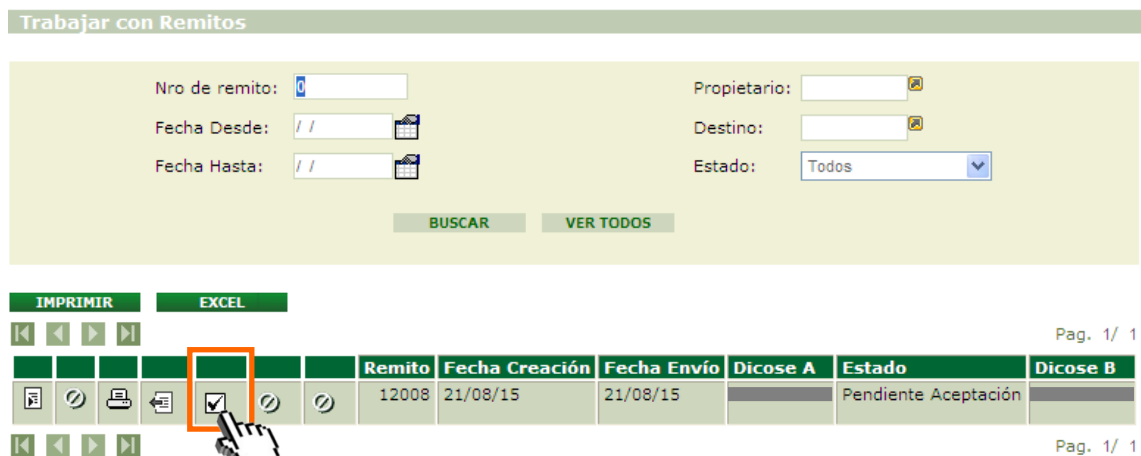 Trabajar con Remitos
Nro de remito: 0 Propietario:
Fecha Desde: / / Destino:
Fecha Hasta: / / Estado: Todos
BUSCAR VER TODOS
IMPRIMIR EXCEL
Pag. 1/ 1
Remito Fecha Creación Fecha Envío Dicose A Estado Dicose B
12008 21/08/15 21/08/15 Pendiente Aceptación
Pag. 1/ 1